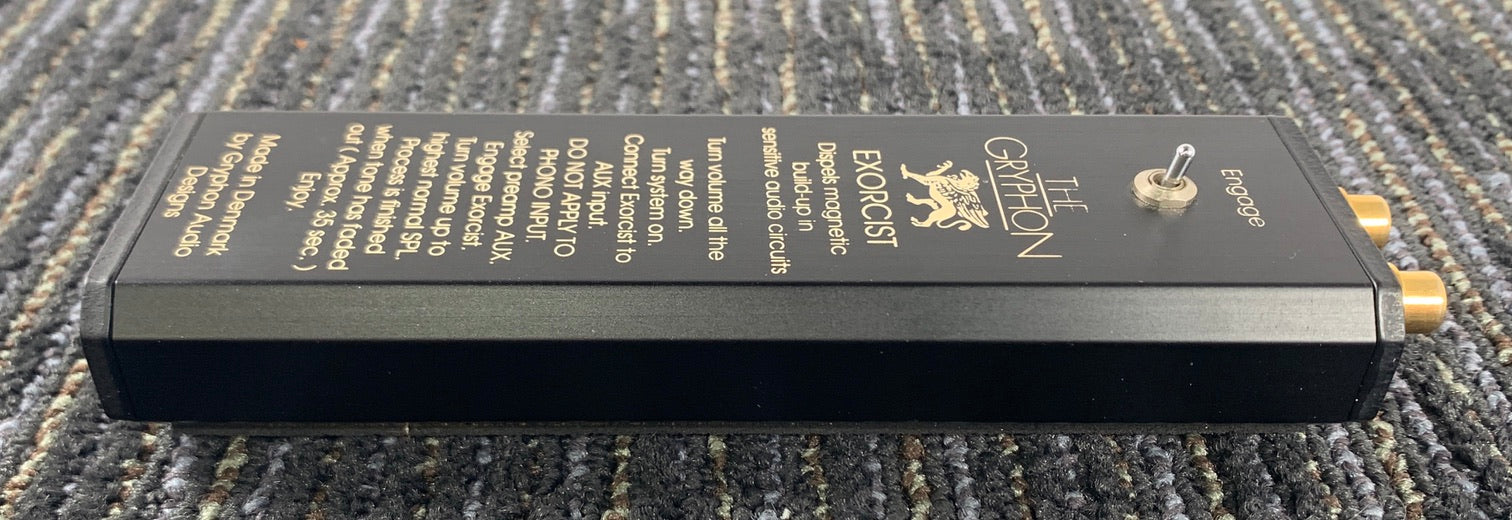 Engage
THE
GRYPHON
EXORCIST
Dispels magnetic
build-up in
sensitive audio circuits
Turn volume all the
way down.
Turn system on.
Connect Exorcist to
AUX input.
DO NOT APPLY TO
PHONO INPUT.
Select preamp AUX.
Engage Exorcist.
Turn volume up to
highest normal SPL.
Process is finished
when tone has faded
out ( Approx. 35 sec. )
Enjoy,
Made in Denmark
by Gryphon Audio
Designs